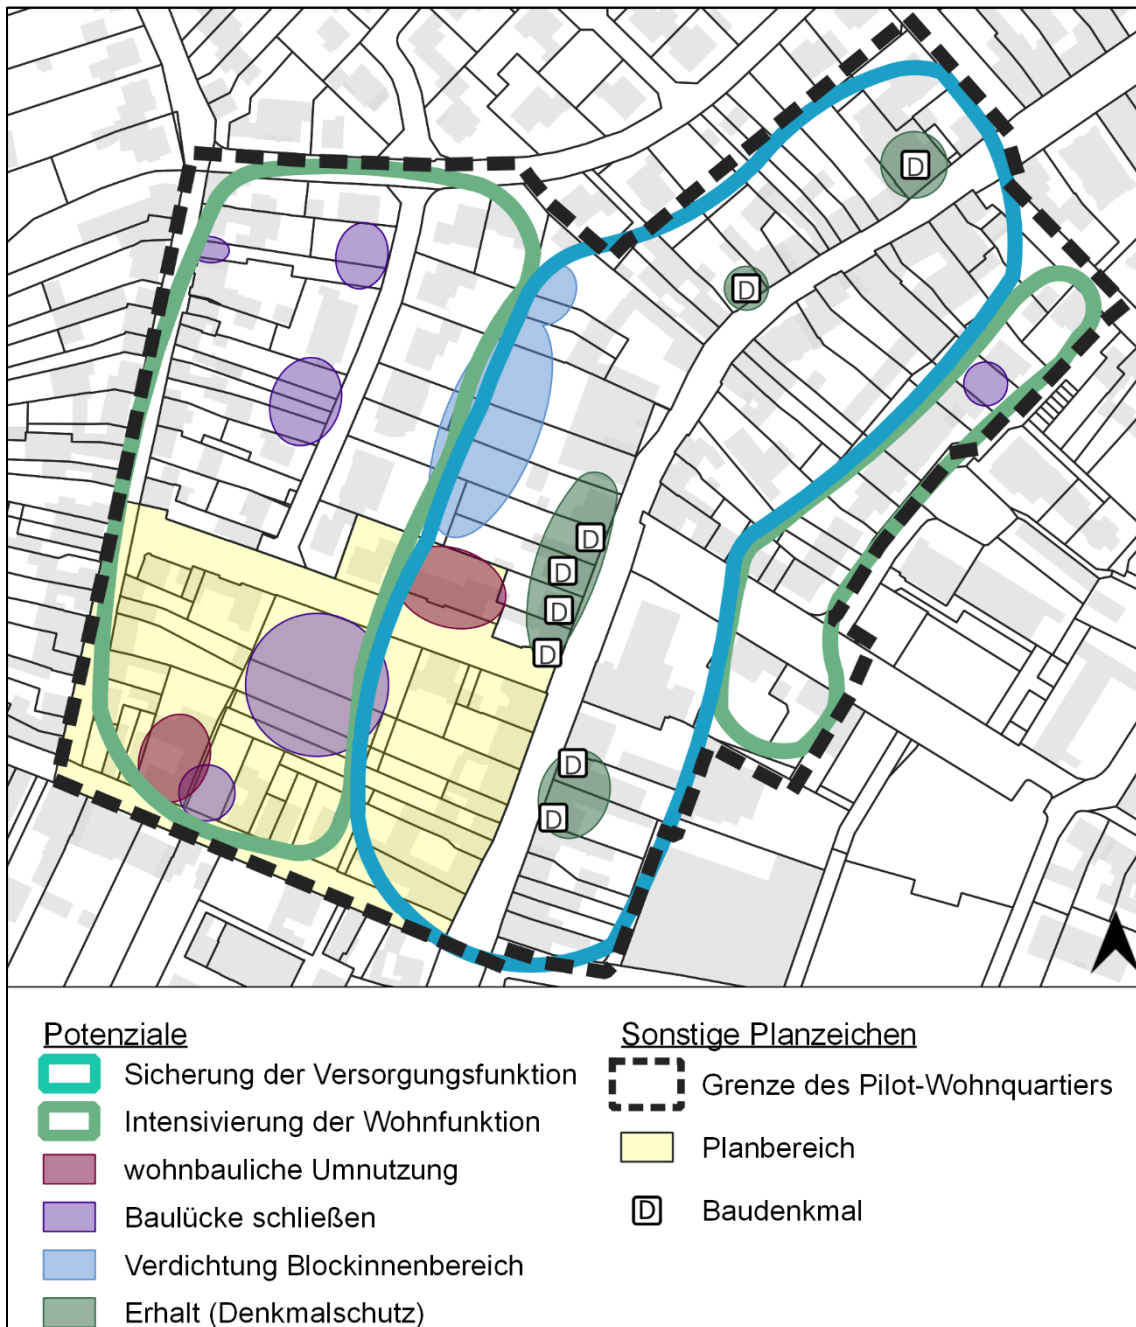 D
D
D
D
D
D
D
D
Potenziale
Sicherung der Versorgungsfunktion
Intensivierung der Wohnfunktion
wohnbauliche Umnutzung
Baulücke schließen
Verdichtung Blockinnenbereich
Erhalt (Denkmalschutz)
Sonstige Planzeichen
Grenze des Pilot-Wohnquartiers
Planbereich
D Baudenkmal